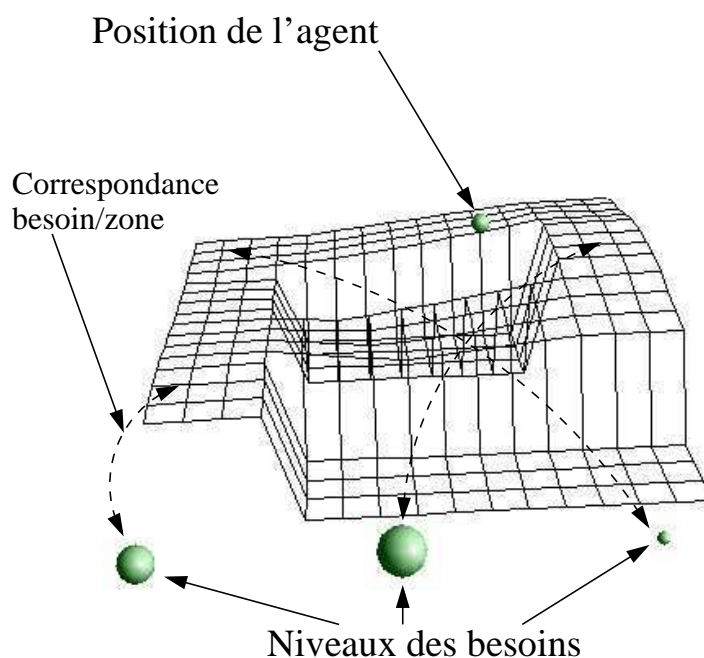 Position de l’agent
Correspondance
besoin/zone
Niveaux des besoins